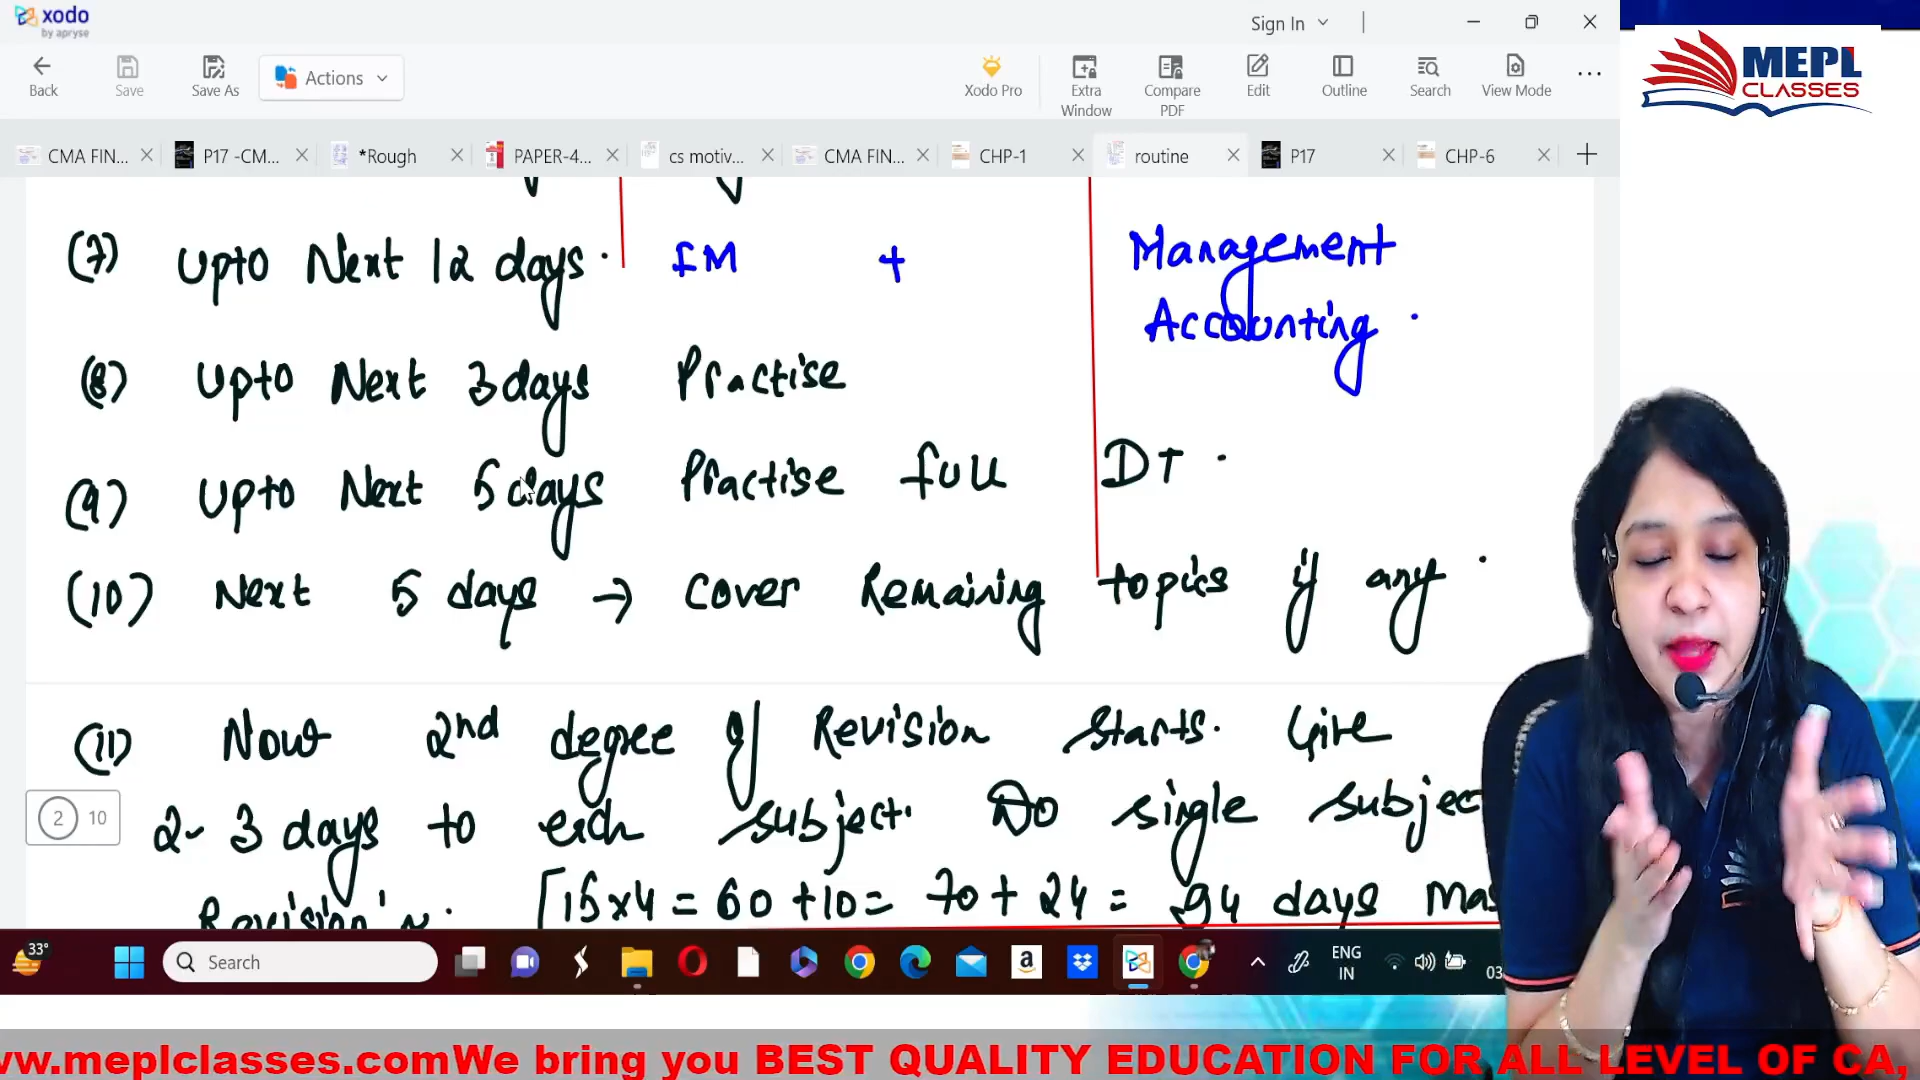 xodo
by apryse
Sign In
Back
Save
Save As
Actions
Xodo Pro
Extra Window
Compare PDF
Edit
Outline
Search
View Mode
MEPL
CLASSES
CMA FIN...
P17 -CM...
*Rough
PAPER-4...
cs motiv...
CMA FIN...
CHP-1
routine
P17
CHP-6
(7) Upto Next 12 days. FM + Management
Accounting.
(8) Upto Next 3 days Practise
(9) Upto Next 5 days Practise full DT.
(10) Next 5 days → cover Remaining topics if any.
(11) Now 2nd degree of Revision starts. Give
2-3 days to each subject. Do single subjec
Revision
[15x4 = 60 +10= 70 + 24 = 94 days Mas
2 10
33°
Search
ENG
IN
03
vw.meplclasses.comWe bring you BEST QUALITY EDUCATION FOR ALL LEVEL OF CA,